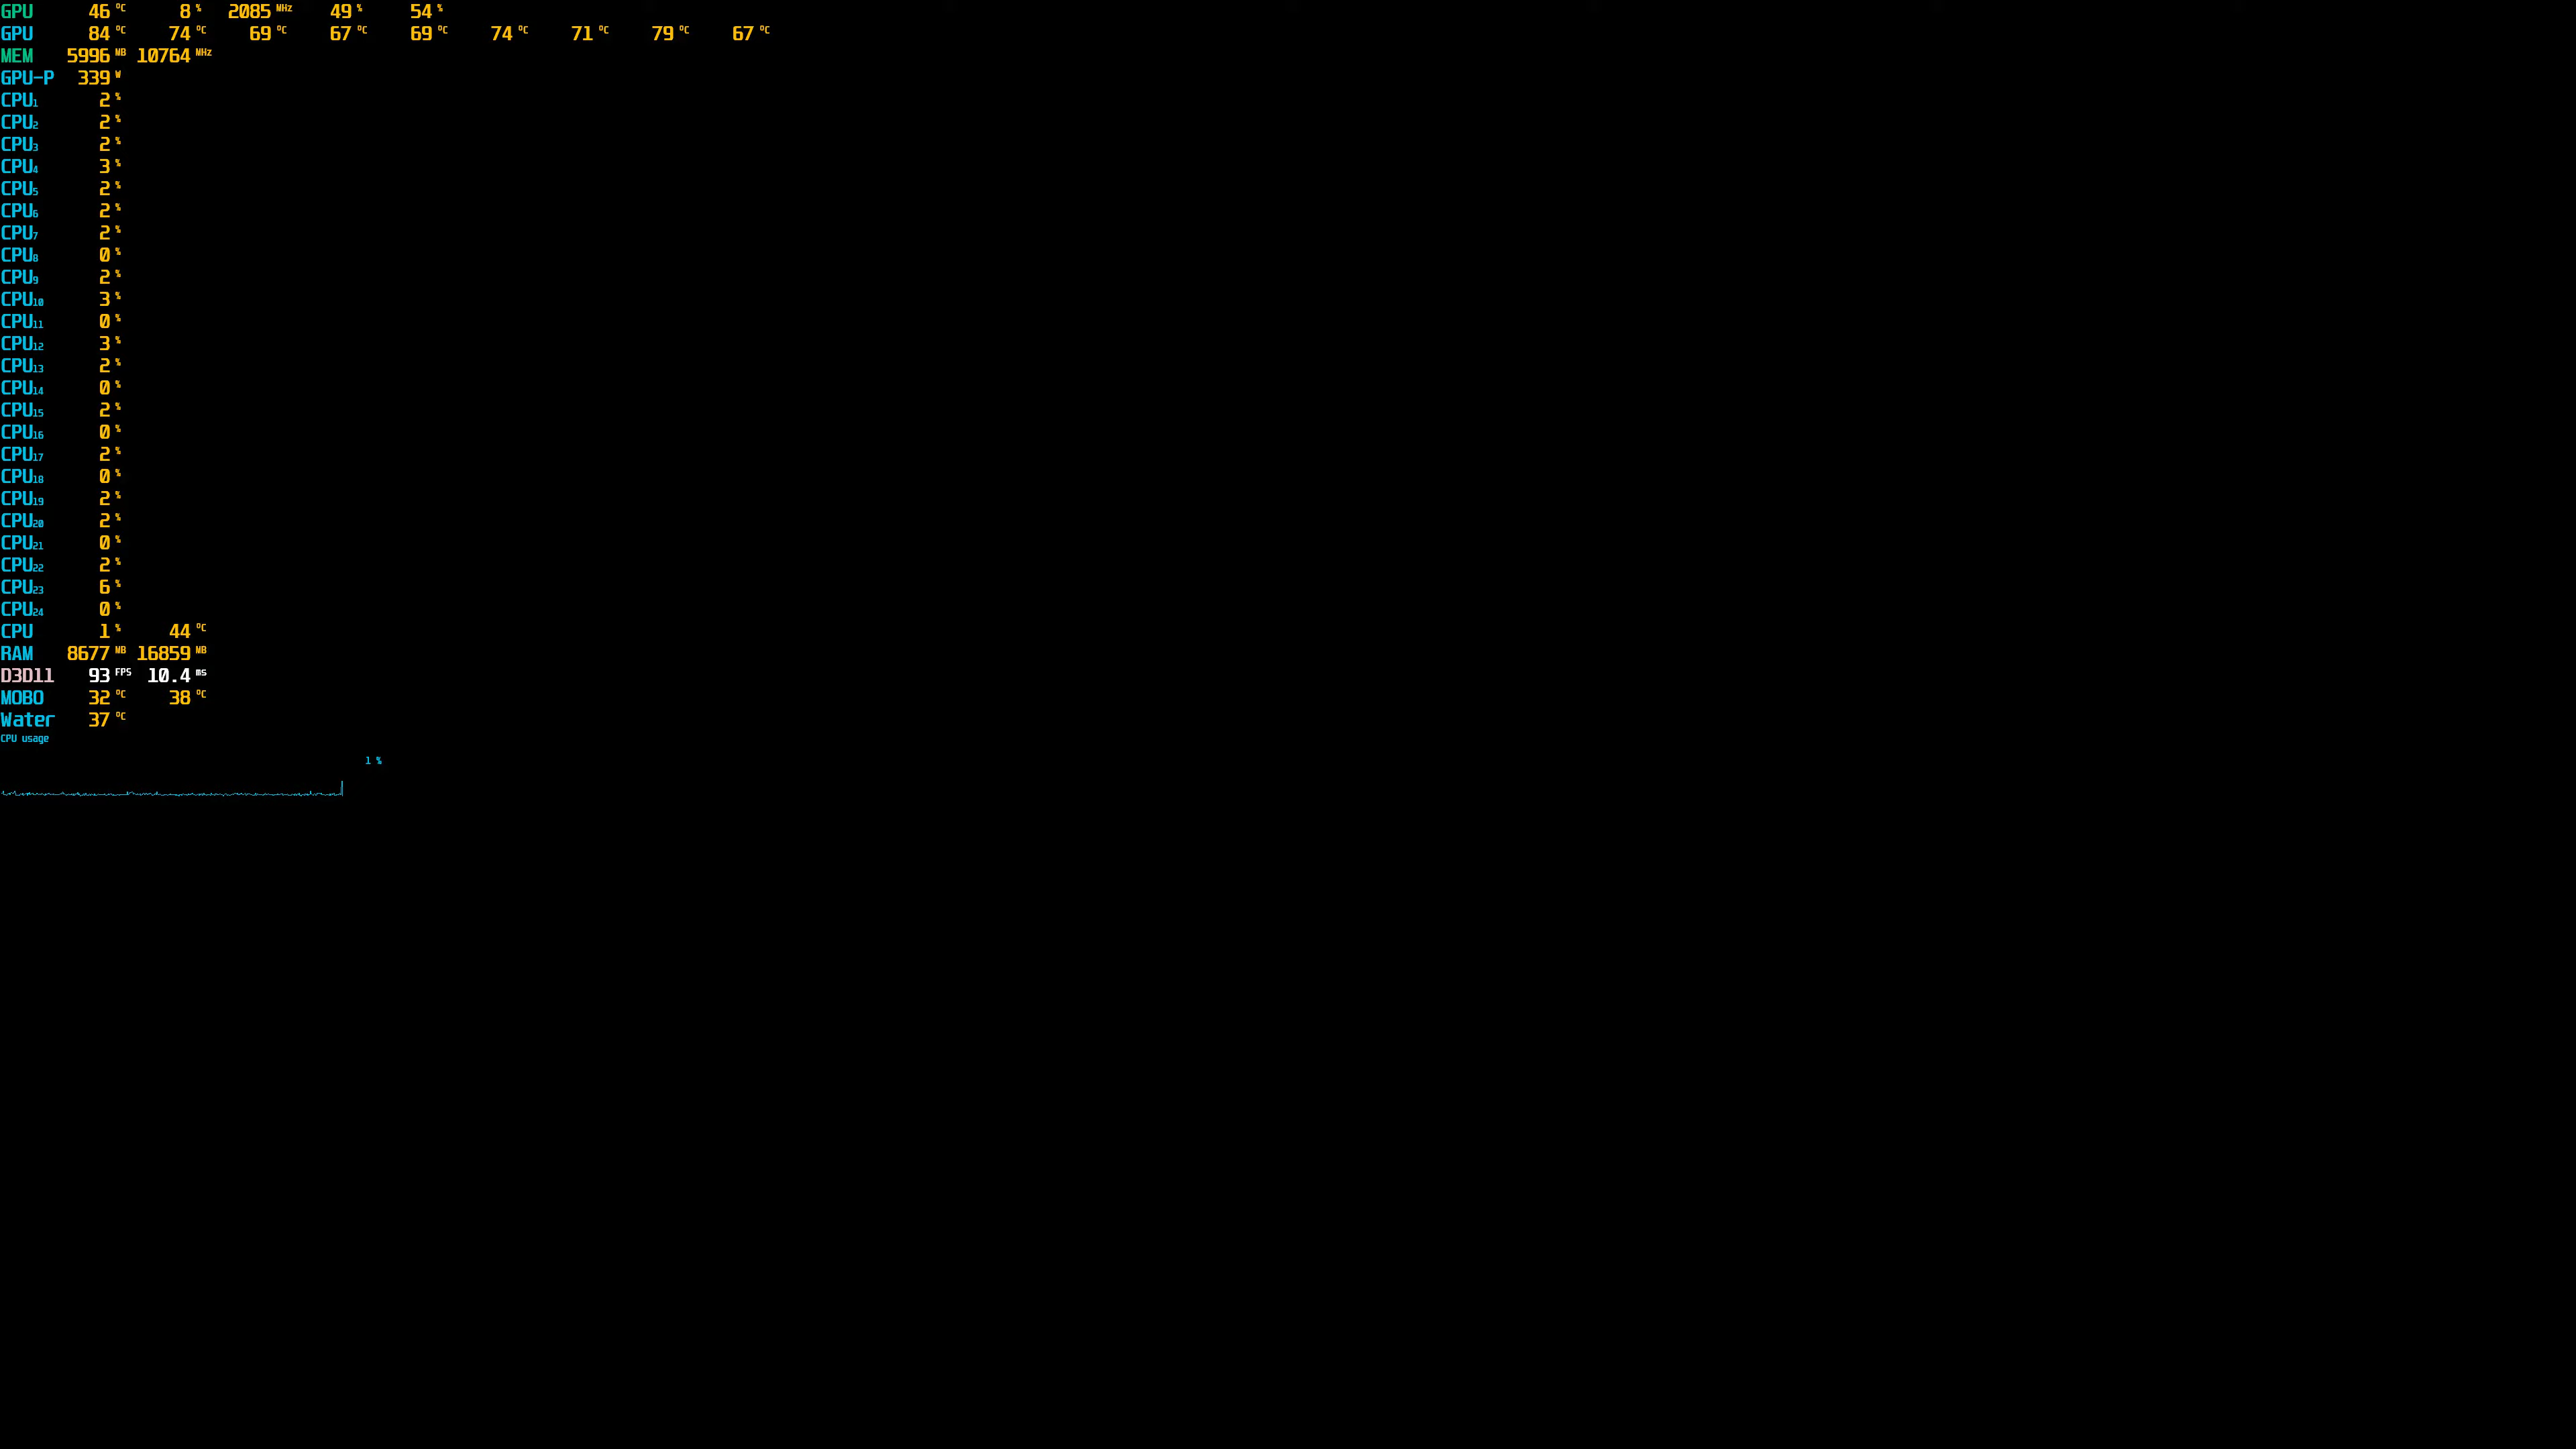 GPU 46 °C 8 % 2085 MHz 49 % 54 %
GPU 84 °C 74 °C 69 °C 67 °C 69 °C 74 °C 71 °C 79 °C 67 °C
MEM 5996 MB 10764 MHz
GPU-P 339 W
CPU1 2 %
CPU2 2 %
CPU3 2 %
CPU4 3 %
CPU5 2 %
CPU6 2 %
CPU7 2 %
CPU8 0 %
CPU9 2 %
CPU10 3 %
CPU11 0 %
CPU12 3 %
CPU13 2 %
CPU14 0 %
CPU15 2 %
CPU16 0 %
CPU17 2 %
CPU18 0 %
CPU19 2 %
CPU20 2 %
CPU21 0 %
CPU22 2 %
CPU23 6 %
CPU24 0 %
CPU 1 % 44 °C
RAM 8677 MB 16859 MB
D3D11 93 FPS 10.4 ms
MOBO 32 °C 38 °C
Water 37 °C
CPU usage
1 %